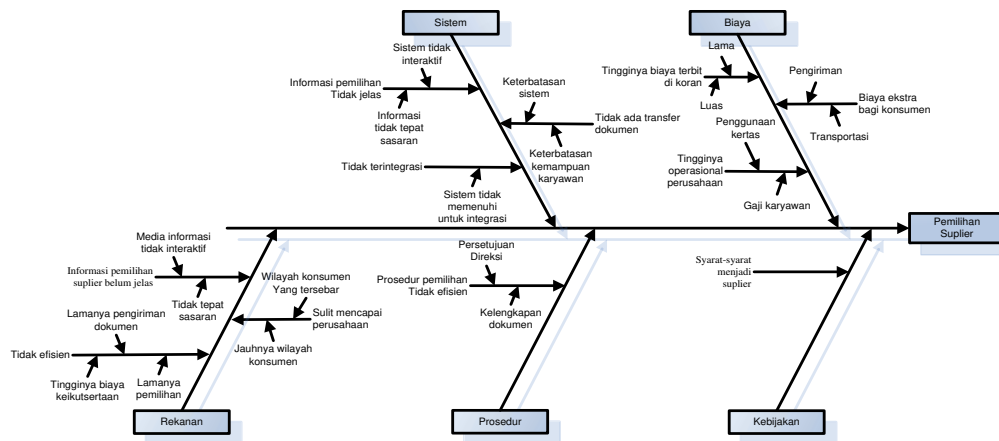 Sistem
Biaya
Sistem tidak
interaktif
Informasi pemilihan
Tidak jelas
Informasi
tidak tepat
sasaran
Keterbatasan
sistem
Tidak ada transfer
dokumen
Keterbatasan
kemampuan
karyawan
Tidak terintegrasi
Sistem tidak
memenuhi
untuk integrasi
Lama
Tingginya biaya terbit
di koran
Luas
Pengiriman
Biaya ekstra
bagi konsumen
Transportasi
Penggunaan
kertas
Tingginya
operasional
perusahaan
Gaji karyawan
Pemilihan
Suplier
Media informasi
tidak interaktif
Informasi pemilihan
suplier belum jelas
Tidak tepat
sasaran
Wilayah konsumen
Yang tersebar
Sulit mencapai
perusahaan
Jauhnya wilayah
konsumen
Lamanya pengiriman
dokumen
Tidak efisien
Tingginya biaya
keikutsertaan
Lamanya
pemilihan
Persetujuan
Direksi
Prosedur pemilihan
Tidak efisien
Kelengkapan
dokumen
Syarat-syarat
menjadi
suplier
Rekanan
Prosedur
Kebijakan